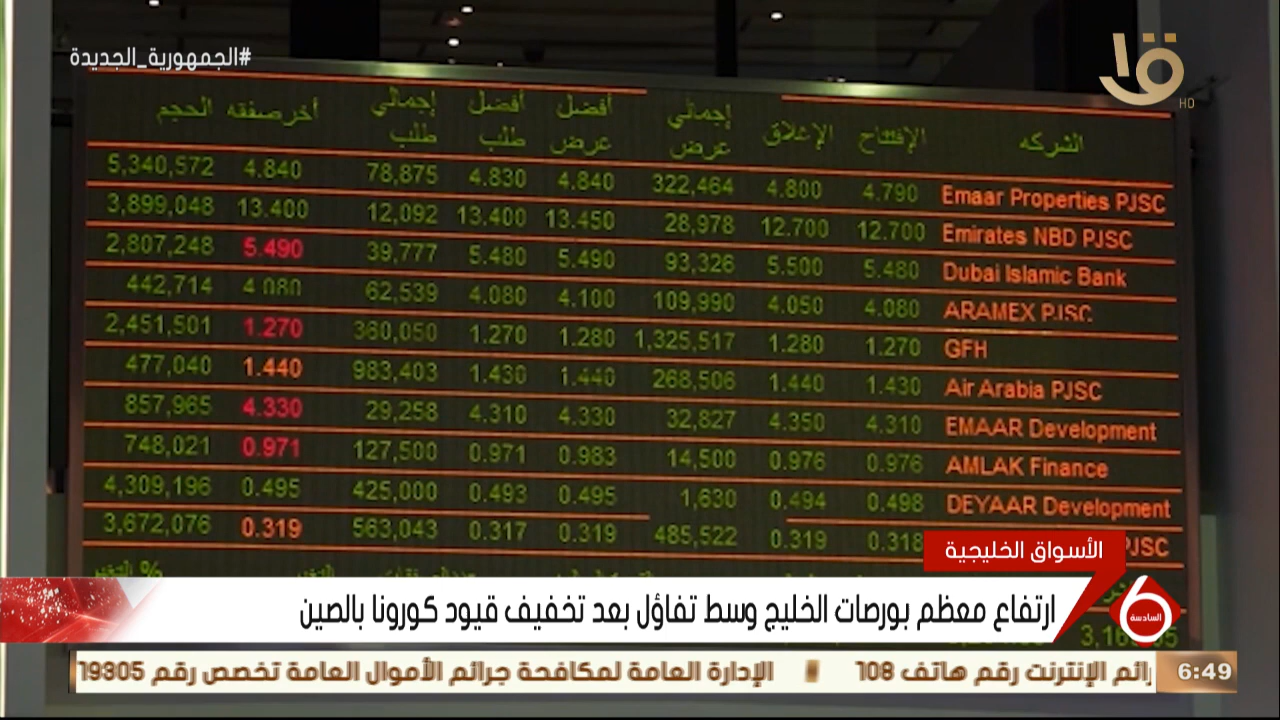 #الجمهورية_الجديدة
HD
الشركه الإفتتاح الإغلاق إجمالي عرض أفضل عرض أفضل طلب إجمالي طلب أخرصفقه الحجم
Emaar Properties PJSC 4.790 4.800 322,464 4.840 4.830 78,875 4.840 5,340,572
Emirates NBD PJSC 12.700 12.700 28,978 13.450 13.400 12,092 13.400 3,899,048
Dubai Islamic Bank 5.480 5.500 93,326 5.490 5.480 39,777 5.490 2,807,248
ARAMEX PJSC 4.080 4.050 109,990 4.100 4.080 62,539 4.080 442,714
GFH 1.270 1.280 1,325,517 1.280 1.270 360,050 1.270 2,451,501
Air Arabia PJSC 1.430 1.440 268,506 1.440 1.430 983,403 1.440 477,040
EMAAR Development 4.310 4.350 32,827 4.330 4.310 29,258 4.330 857,965
AMLAK Finance 0.976 0.976 14,500 0.983 0.971 127,500 0.971 748,021
DEYAAR Development 0.498 0.494 1,630 0.495 0.493 425,000 0.495 4,309,196
PJSC 0.318 0.319 485,522 0.319 0.317 563,043 0.319 3,672,076
الأسواق الخليجية
ارتفاع معظم بورصات الخليج وسط تفاؤل بعد تخفيف قيود كورونا بالصين
السادسة
6:49
رائم الإنترنت رقم هاتف 108 الإدارة العامة لمكافحة جرائم الأموال العامة تخصص رقم 19305